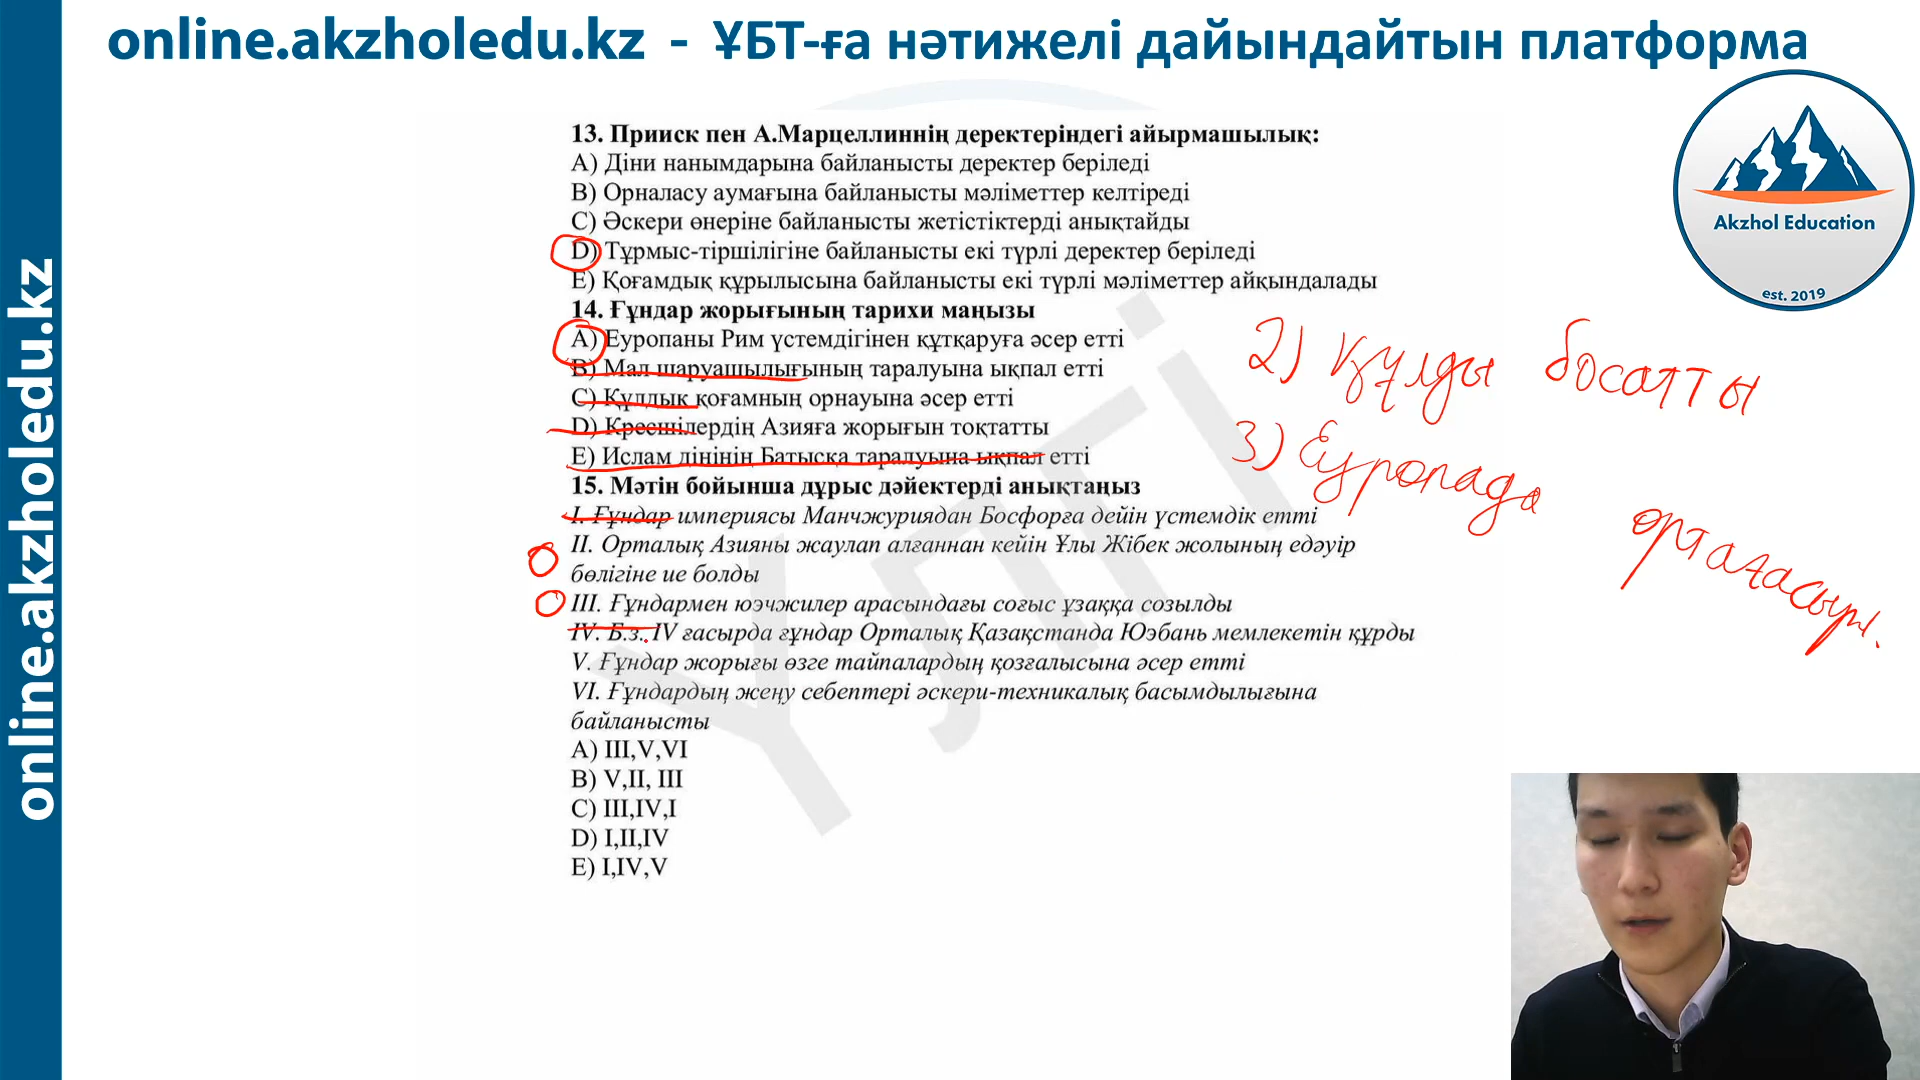 online.akzholedu.kz - ҰБТ-ға нәтижелі дайындайтын платформа
online.akzholedu.kz
Akzhol Education
est. 2019
13. Прииск пен А.Марцеллиннің деректеріндегі айырмашылық:
A) Діни нанымдарына байланысты деректер беріледі
B) Орналасу аумағына байланысты мәліметтер келтіреді
C) Әскери өнеріне байланысты жетістіктерді анықтайды
D) Тұрмыс-тіршілігіне байланысты екі түрлі деректер беріледі
E) Қоғамдық құрылысына байланысты екі түрлі мәліметтер айқындалады
14. Ғұндар жорығының тарихи маңызы
A) Еуропаны Рим үстемдігінен құтқаруға әсер етті
B) Мал шаруашылығының таралуына ықпал етті
C) Құлдық қоғамның орнауына әсер етті
D) Кресшілердің Азияға жорығын тоқтатты
E) Ислам дінінің Батысқа таралуына ықпал етті
15. Мәтін бойынша дұрыс дәйектерді анықтаңыз
I. Ғұндар империясы Манчжуриядан Босфорға дейін үстемдік етті
II. Орталық Азияны жаулап алғаннан кейін Ұлы Жібек жолының едәуір
бөлігіне ие болды
III. Ғұндармен юэчжилер арасындағы соғыс ұзаққа созылды
IV. Б.з. IV ғасырда ғұндар Орталық Қазақстанда Юэбань мемлекетін құрды
V. Ғұндар жорығы өзге тайпалардың қозғалысына әсер етті
VI. Ғұндардың жеңу себептері әскери-техникалық басымдылығына
байланысты
A) III,V,VI
B) V,II, III
C) III,IV,I
D) I,II,IV
E) I,IV,V
ҮЛГІ
2) Құлды босатты
3) Еуропада ортағасыр.